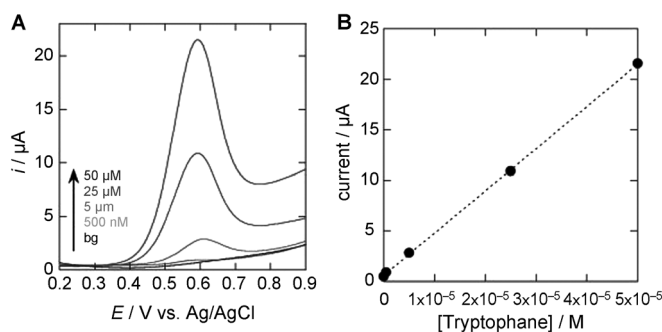 A
20
15
10
5
0
i / µA
50 µM
25 µM
5 µm
500 nM
bg
0.2 0.3 0.4 0.5 0.6 0.7 0.8 0.9
E / V vs. Ag/AgCl
B
25
20
15
10
5
0
current / µA
0 1x10⁻⁵ 2x10⁻⁵ 3x10⁻⁵ 4x10⁻⁵ 5x10⁻⁵
[Tryptophane] / M